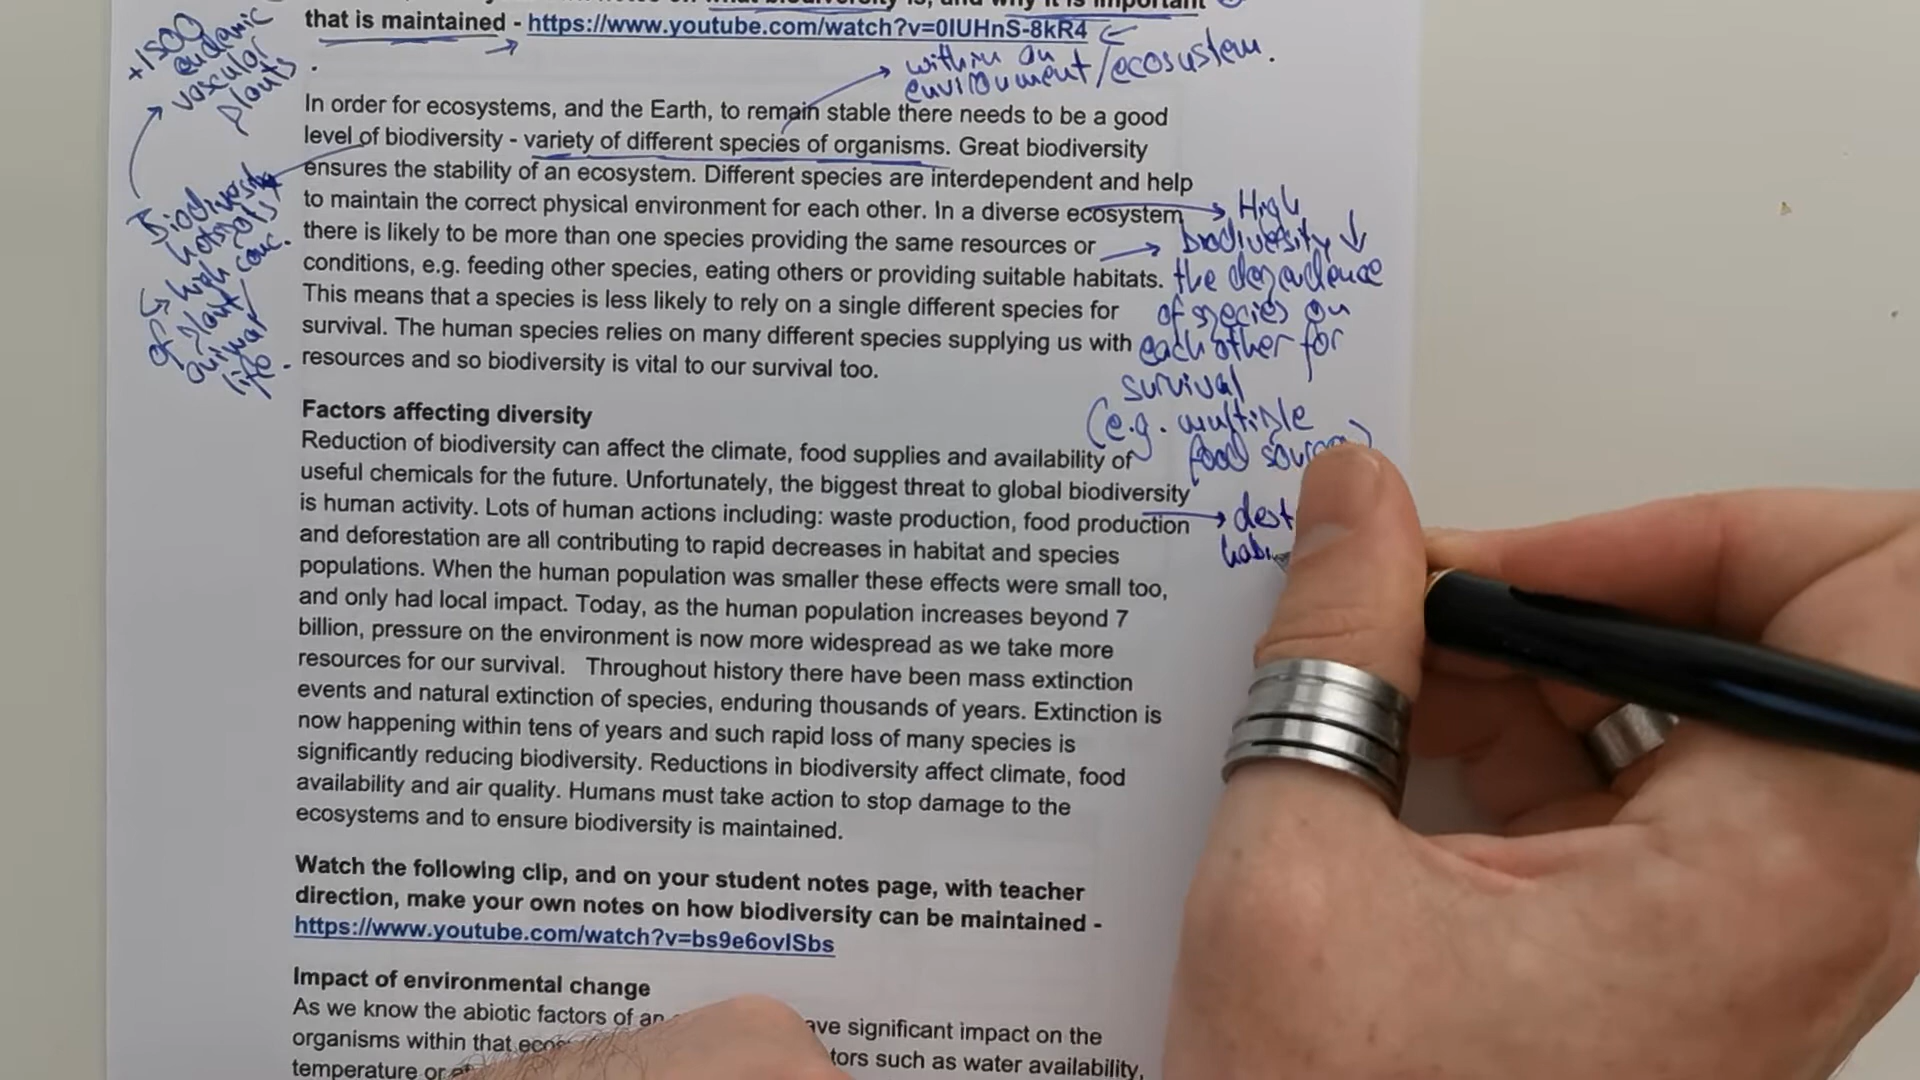 that is maintained - https://www.youtube.com/watch?v=0IUHnS-8kR4
+1500
endemic
vascular
plants
within an
environment/ecosystem.
In order for ecosystems, and the Earth, to remain stable there needs to be a good
level of biodiversity - variety of different species of organisms. Great biodiversity
ensures the stability of an ecosystem. Different species are interdependent and help
to maintain the correct physical environment for each other. In a diverse ecosystem
there is likely to be more than one species providing the same resources or
conditions, e.g. feeding other species, eating others or providing suitable habitats.
This means that a species is less likely to rely on a single different species for
survival. The human species relies on many different species supplying us with
resources and so biodiversity is vital to our survival too.
Biodiversity
hotspots
↳ high conc.
of plant
animal
life.
High
biodiversity ↓
the dependence
of species on
each other for
survival
(e.g. multiple
food
Factors affecting diversity
Reduction of biodiversity can affect the climate, food supplies and availability of
useful chemicals for the future. Unfortunately, the biggest threat to global biodiversity
is human activity. Lots of human actions including: waste production, food production
and deforestation are all contributing to rapid decreases in habitat and species
populations. When the human population was smaller these effects were small too,
and only had local impact. Today, as the human population increases beyond 7
billion, pressure on the environment is now more widespread as we take more
resources for our survival. Throughout history there have been mass extinction
events and natural extinction of species, enduring thousands of years. Extinction is
now happening within tens of years and such rapid loss of many species is
significantly reducing biodiversity. Reductions in biodiversity affect climate, food
availability and air quality. Humans must take action to stop damage to the
ecosystems and to ensure biodiversity is maintained.
Watch the following clip, and on your student notes page, with teacher
direction, make your own notes on how biodiversity can be maintained -
https://www.youtube.com/watch?v=bs9e6ovISbs
Impact of environmental change
As we know the abiotic factors of an significant impact on the
organisms within that such as water availability,
temperature or